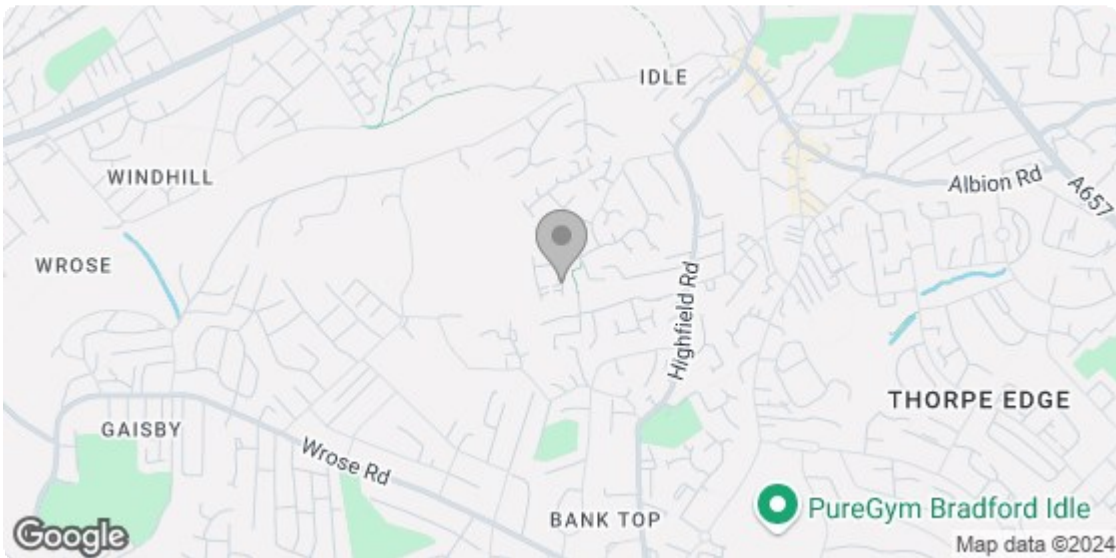 IDLE
WINDHILL
Albion Rd
A657
WROSE
Highfield Rd
THORPE EDGE
GAISBY
Wrose Rd
PureGym Bradford Idle
BANK TOP
Google
Map data ©2024